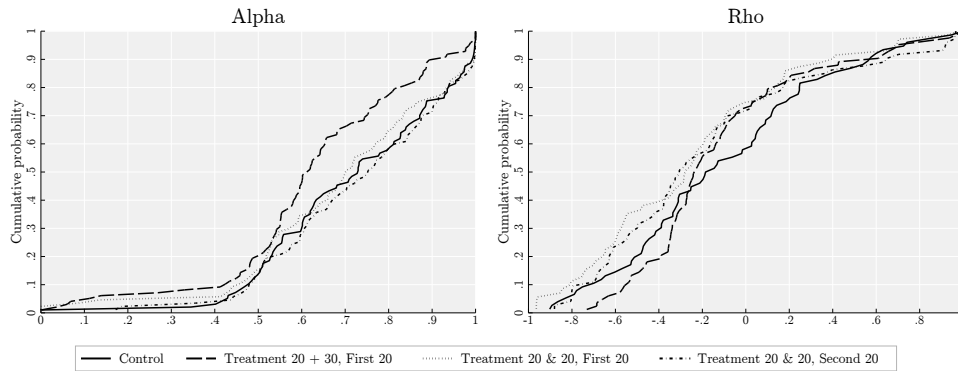 Alpha
Rho
Cumulative probability
0 .1 .2 .3 .4 .5 .6 .7 .8 .9 1
0 .1 .2 .3 .4 .5 .6 .7 .8 .9 1
Cumulative probability
0 .1 .2 .3 .4 .5 .6 .7 .8 .9 1
-1 -.8 -.6 -.4 -.2 0 .2 .4 .6 .8
Control
Treatment 20 + 30, First 20
Treatment 20 & 20, First 20
Treatment 20 & 20, Second 20